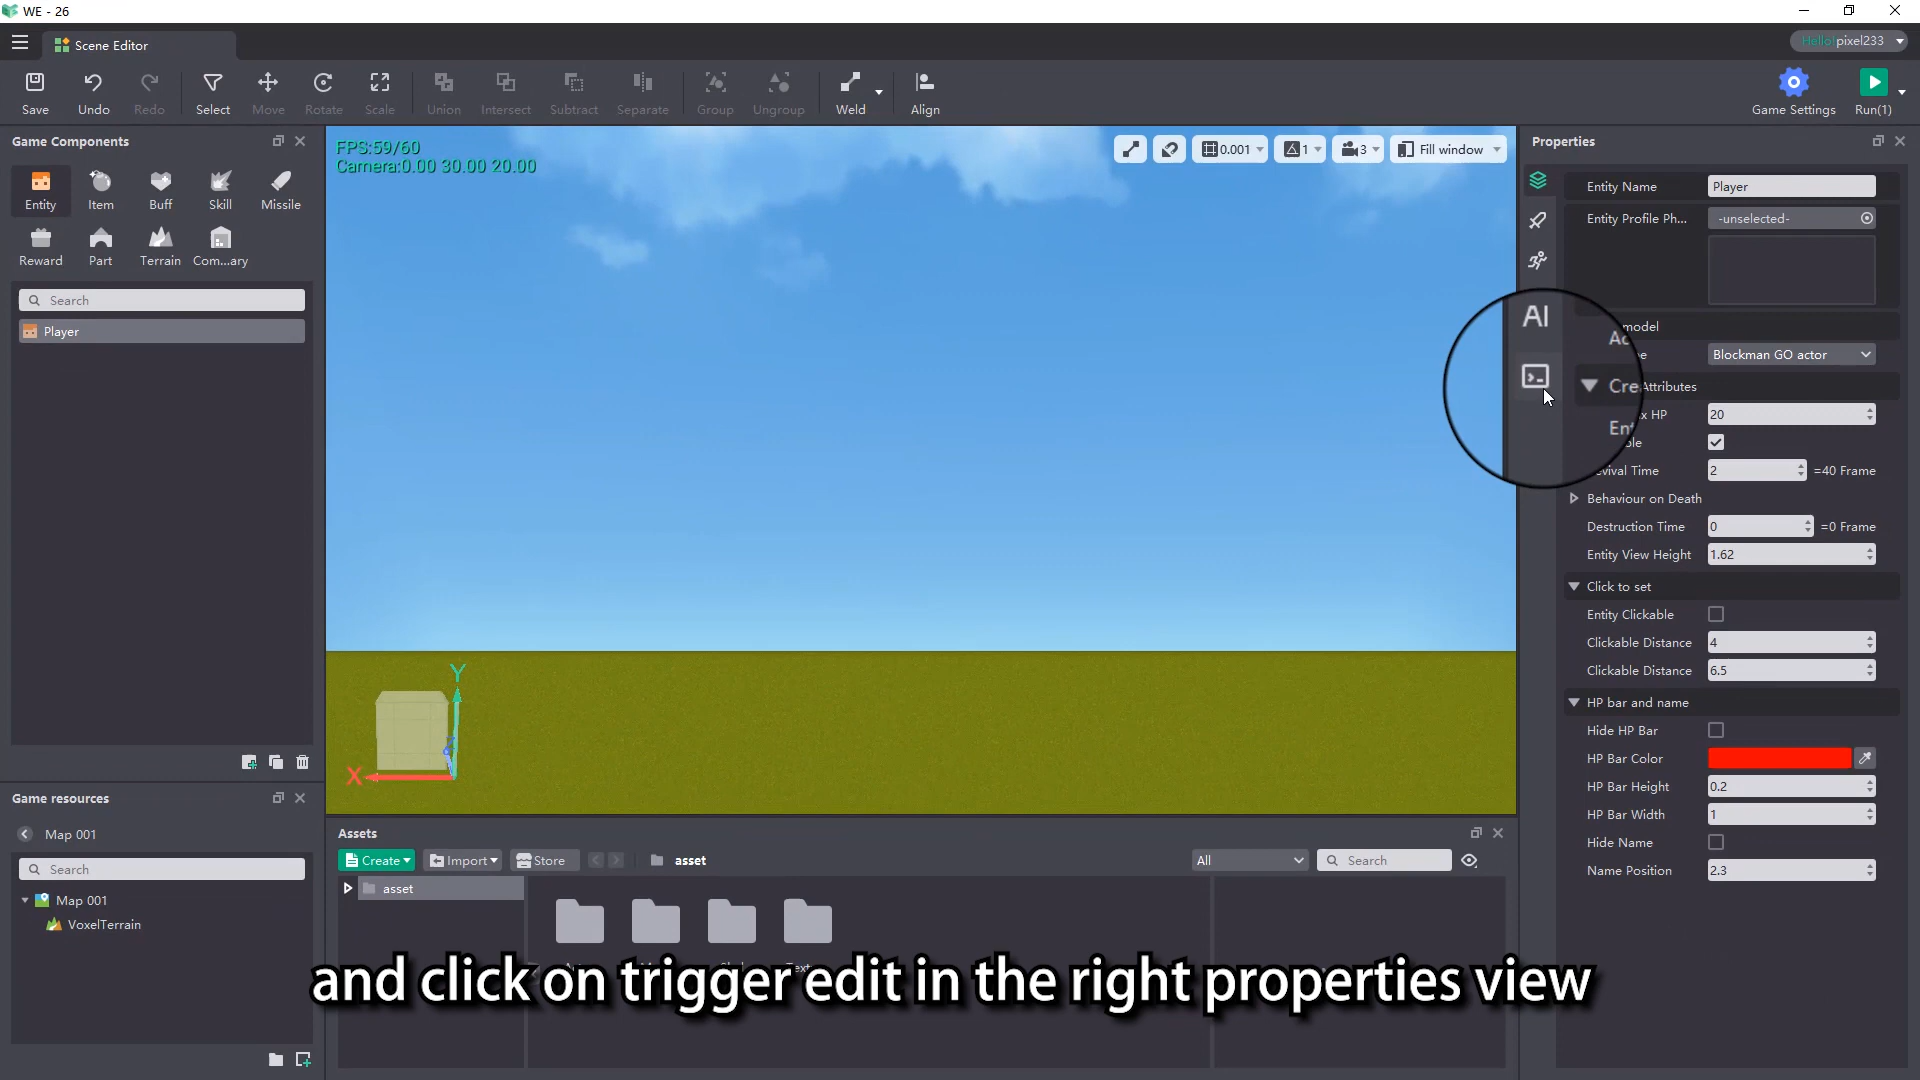 WE - 26
Scene Editor
Hello! pixel233
Save
Undo
Redo
Select
Move
Rotate
Scale
Union
Intersect
Subtract
Separate
Group
Ungroup
Weld
Align
Game Settings
Run(1)
Game Components
Entity
Item
Buff
Skill
Missile
Reward
Part
Terrain
Com...ary
Search
Player
FPS:59/60
Camera:0.00 30.00 20.00
0.001
1
3
Fill window
Properties
Entity Name Player
Entity Profile Ph... -unselected-
AI
model
Blockman GO actor
Attributes
HP 20
Revival Time 2 =40 Frame
Behaviour on Death
Destruction Time 0 =0 Frame
Entity View Height 1.62
Click to set
Entity Clickable
Clickable Distance 4
Clickable Distance 6.5
HP bar and name
Hide HP Bar
HP Bar Color
HP Bar Height 0.2
HP Bar Width 1
Hide Name
Name Position 2.3
Y
X
Game resources
Map 001
Search
Map 001
VoxelTerrain
Assets
Create
Import
Store
asset
All
Search
asset
and click on trigger edit in the right properties view